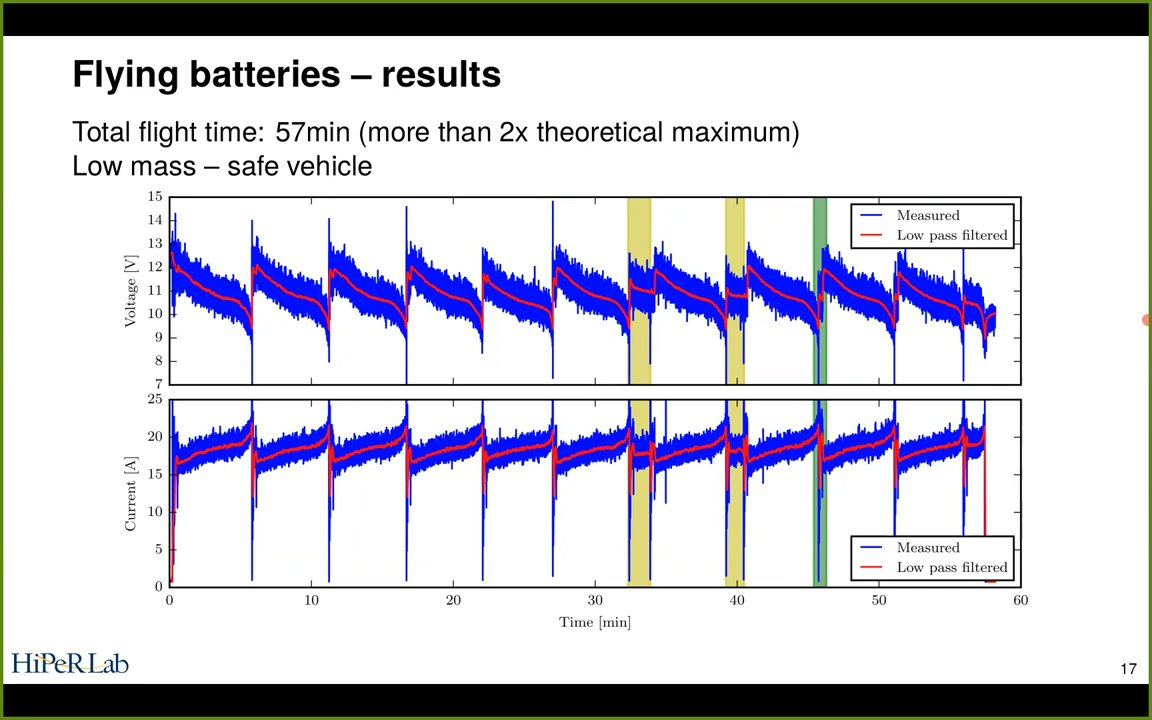 Flying batteries – results
Total flight time: 57min (more than 2x theoretical maximum)
Low mass – safe vehicle
15
14
13
12
11
10
9
8
7
Voltage [V]
Measured
Low pass filtered
25
20
15
10
5
0
Current [A]
Measured
Low pass filtered
0 10 20 30 40 50 60
Time [min]
HiPeRLab
17